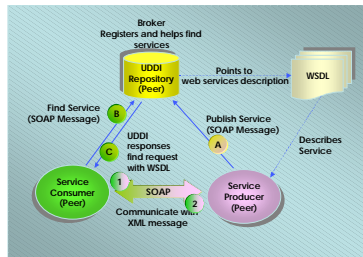 Broker
Registers and helps find
services
UDDI
Repository
(Peer)
Points to
web services description
WSDL
Find Service
(SOAP Message)
B
Publish Service
(SOAP Message)
A
C
UDDI
responses
find request
with WSDL
Describes
Service
Service
Consumer
(Peer)
1
SOAP
2
Service
Producer
(Peer)
Communicate with
XML message